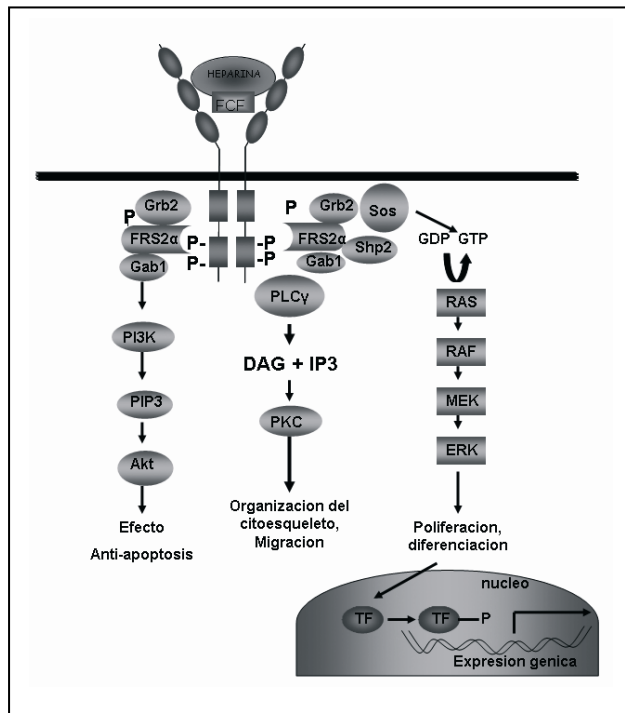 HEPARINA
FCF
P
Grb2
FRS2α
Gab1
P-
P-
-P
-P
P
Grb2
Sos
FRS2α
Shp2
Gab1
GDP GTP
PLCγ
RAS
PI3K
DAG + IP3
RAF
PIP3
PKC
MEK
Akt
ERK
Efecto
Anti-apoptosis
Organizacion del
citoesqueleto,
Migracion
Poliferacion,
diferenciacion
nucleo
TF
TF
P
Expresion genica